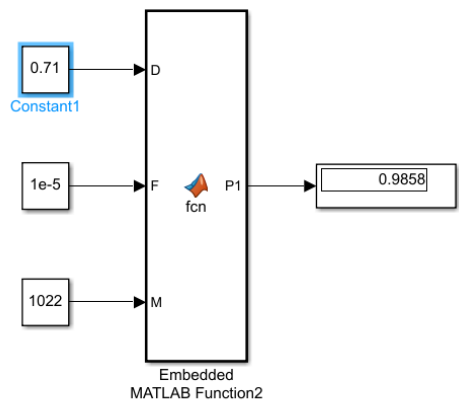 0.71
Constant1
D
1e-5
F
fcn
P1
0.9858
1022
M
Embedded
MATLAB Function2